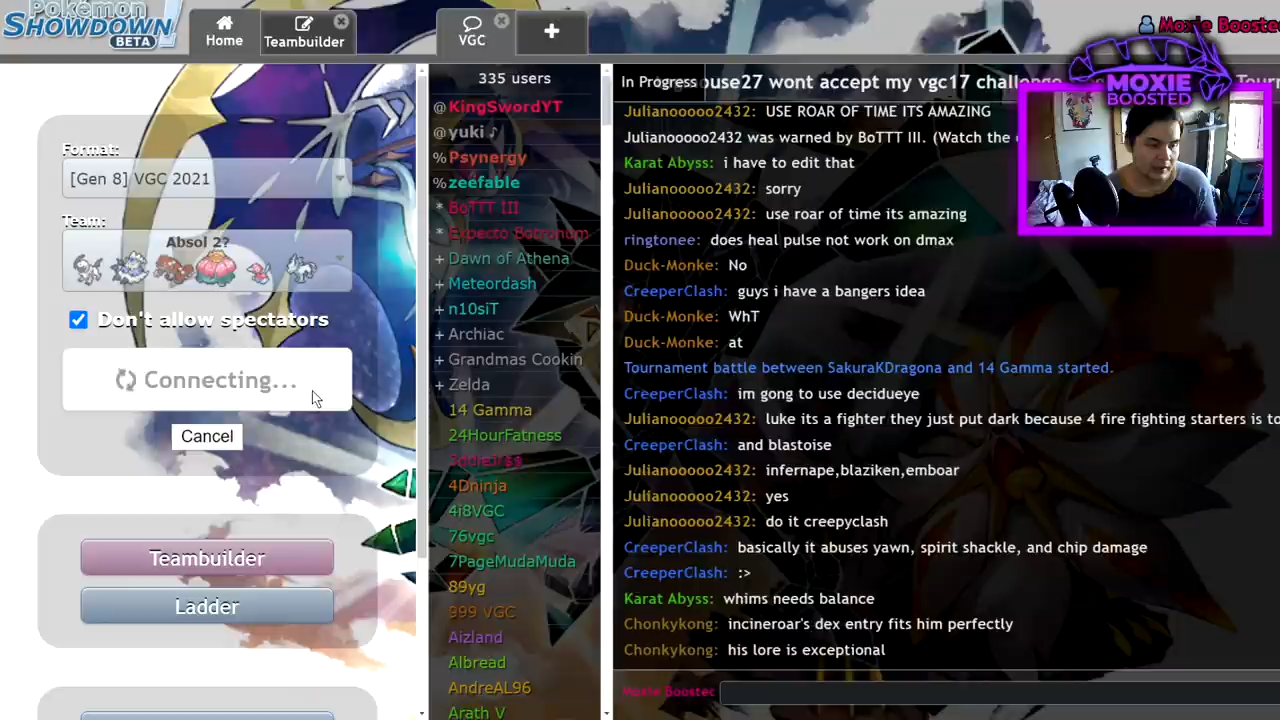 Pokémon
SHOWDOWN!
BETA
Home
Teambuilder
VGC
Moxie Booste
MOXIE
BOOSTED
Format:
[Gen 8] VGC 2021
Team:
Absol 2?
Don't allow spectators
Connecting...
Cancel
Teambuilder
Ladder
335 users
@KingSwordYT
@yuki ♪
%Psynergy
%zeefable
* BoTTT III
* Expecto Botronum
+ Dawn of Athena
+ Meteordash
+ n10siT
+ Archiac
+ Grandmas Cookin
+ Zelda
14 Gamma
24HourFatness
4Dninja
4i8VGC
76vgc
7PageMudaMuda
89yg
999 VGC
Aizland
Albread
AndreAL96
Arath V
In Progress
ouse27 wont accept my vgc17 challenge
Tourn
Julianooooo2432: USE ROAR OF TIME ITS AMAZING
Julianooooo2432 was warned by BoTTT III. (Watch the
Karat Abyss: i have to edit that
Julianooooo2432: sorry
Julianooooo2432: use roar of time its amazing
ringtonee: does heal pulse not work on dmax
Duck-Monke: No
CreeperClash: guys i have a bangers idea
Duck-Monke: WhT
Duck-Monke: at
Tournament battle between SakuraKDragona and 14 Gamma started.
CreeperClash: im gong to use decidueye
Julianooooo2432: luke its a fighter they just put dark because 4 fire fighting starters is to
CreeperClash: and blastoise
Julianooooo2432: infernape,blaziken,emboar
Julianooooo2432: yes
Julianooooo2432: do it creepyclash
CreeperClash: basically it abuses yawn, spirit shackle, and chip damage
CreeperClash: :>
Karat Abyss: whims needs balance
Chonkykong: incineroar's dex entry fits him perfectly
Chonkykong: his lore is exceptional
Moxie Boosted: